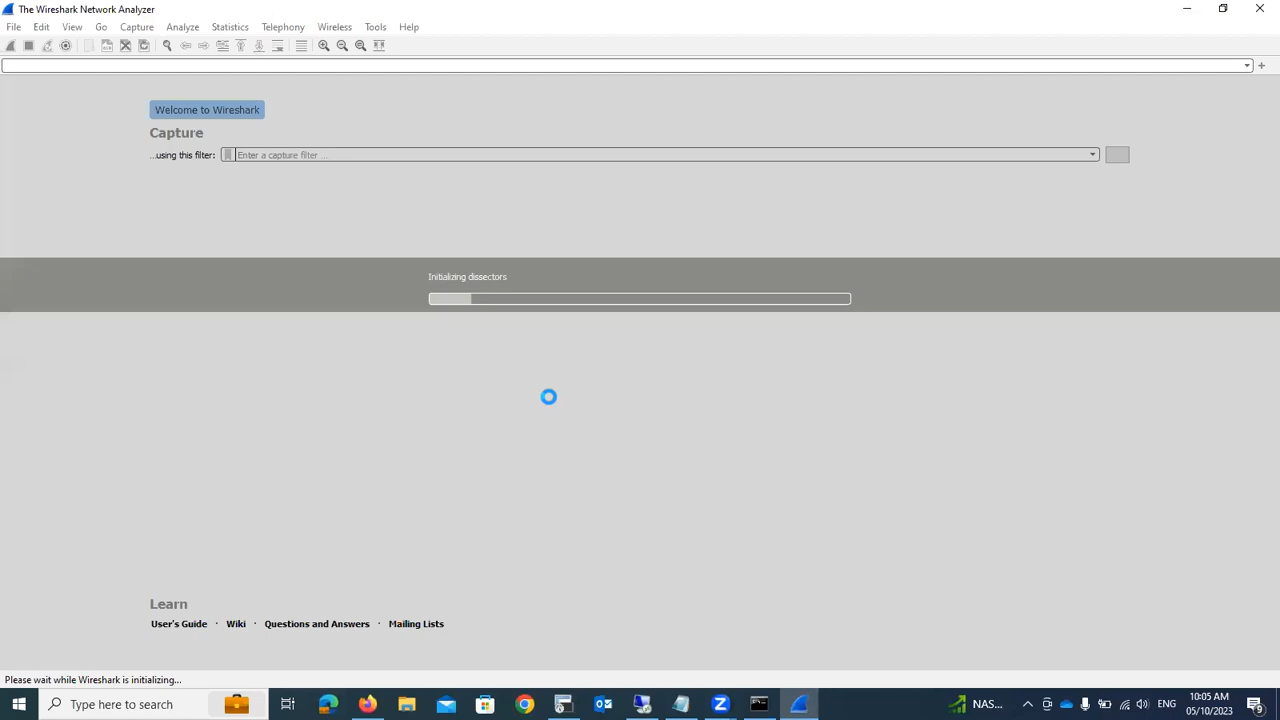 The Wireshark Network Analyzer
File Edit View Go Capture Analyze Statistics Telephony Wireless Tools Help
Welcome to Wireshark
Capture
...using this filter: Enter a capture filter ...
Initializing dissectors
Learn
User's Guide · Wiki · Questions and Answers · Mailing Lists
Please wait while Wireshark is initializing...
Type here to search
NAS...
ENG
10:05 AM
05/10/2023